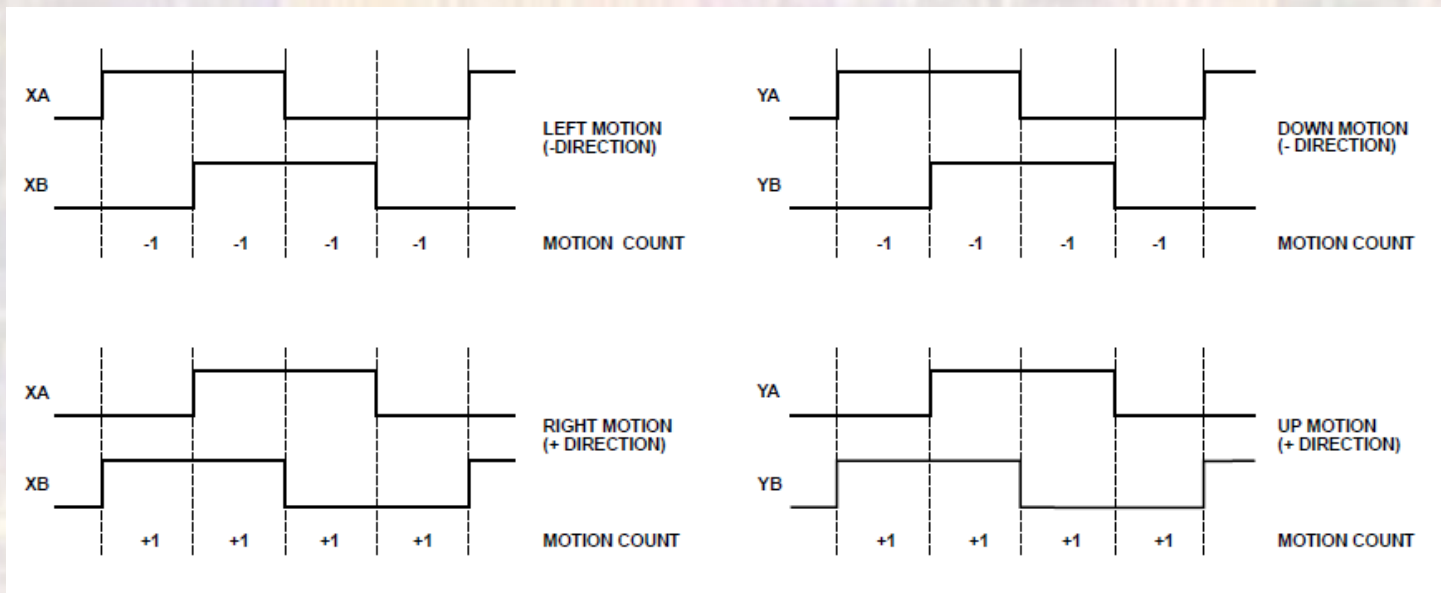 XA
LEFT MOTION
(-DIRECTION)
XB
-1 -1 -1 -1 MOTION COUNT
YA
DOWN MOTION
(- DIRECTION)
YB
-1 -1 -1 -1 MOTION COUNT
XA
RIGHT MOTION
(+ DIRECTION)
XB
+1 +1 +1 +1 MOTION COUNT
YA
UP MOTION
(+ DIRECTION)
YB
+1 +1 +1 +1 MOTION COUNT